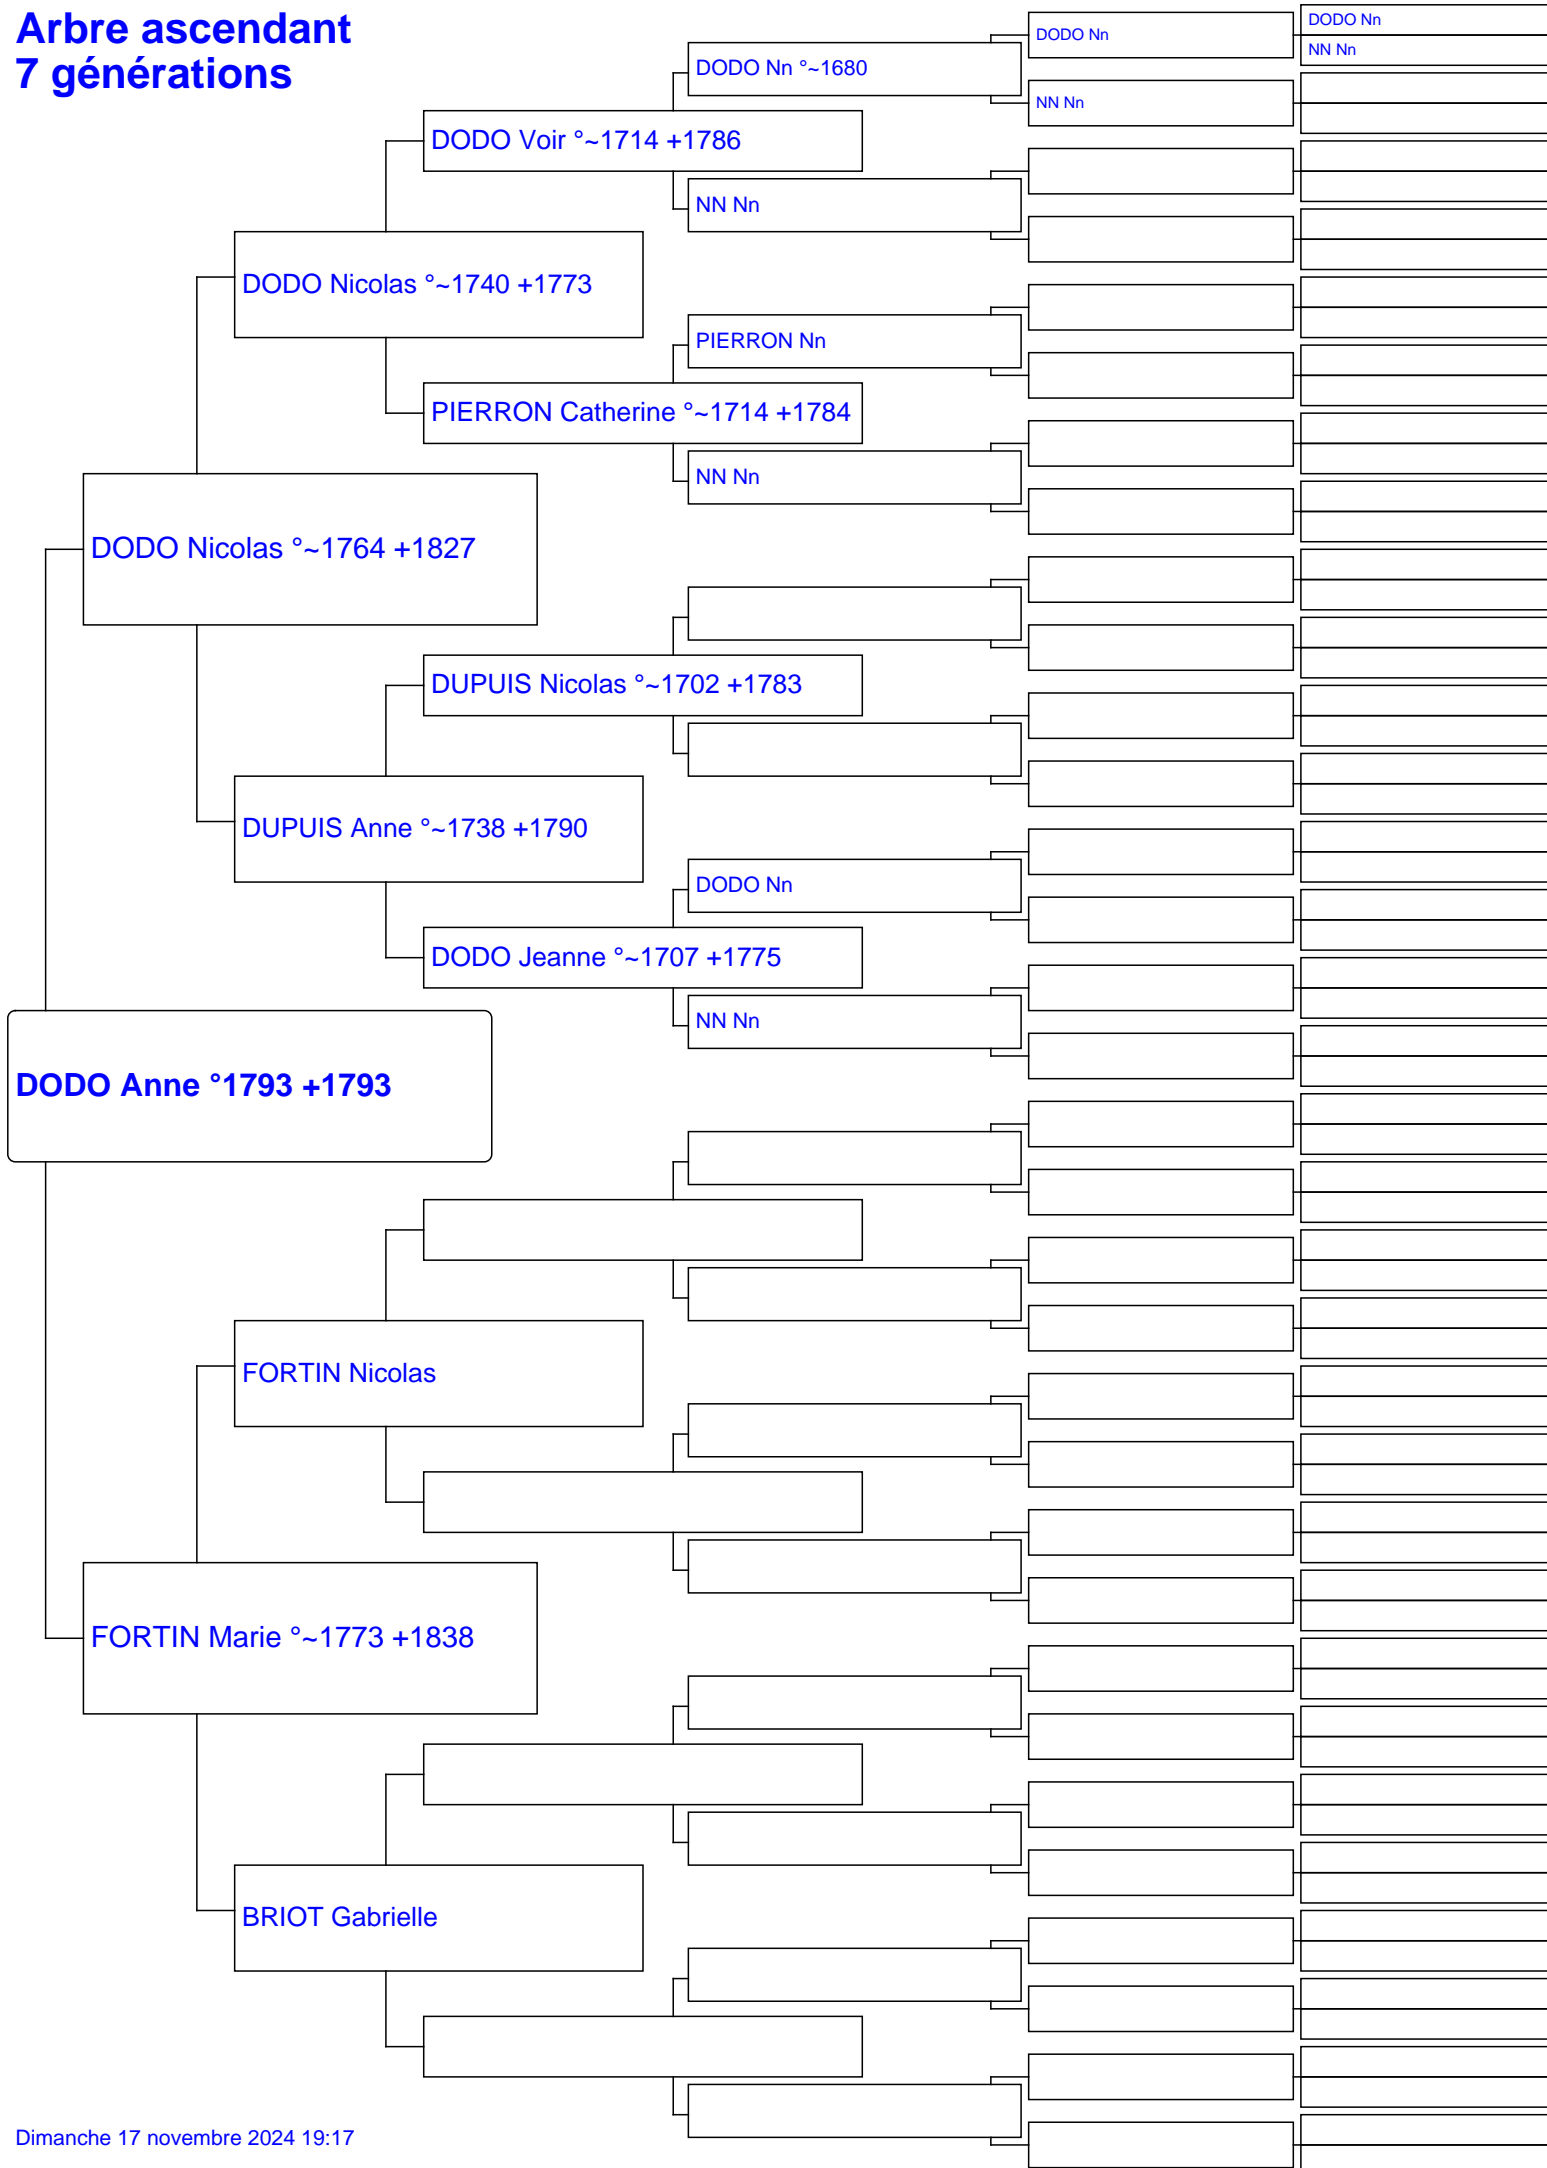 Arbre ascendant
7 générations
DODO Nn
DODO Nn
NN Nn
DODO Nn °~1680
NN Nn
DODO Voir °~1714 +1786
NN Nn
DODO Nicolas °~1740 +1773
PIERRON Nn
PIERRON Catherine °~1714 +1784
NN Nn
DODO Nicolas °~1764 +1827
DUPUIS Nicolas °~1702 +1783
DUPUIS Anne °~1738 +1790
DODO Nn
DODO Jeanne °~1707 +1775
NN Nn
DODO Anne °1793 +1793
FORTIN Nicolas
FORTIN Marie °~1773 +1838
BRIOT Gabrielle
Dimanche 17 novembre 2024 19:17